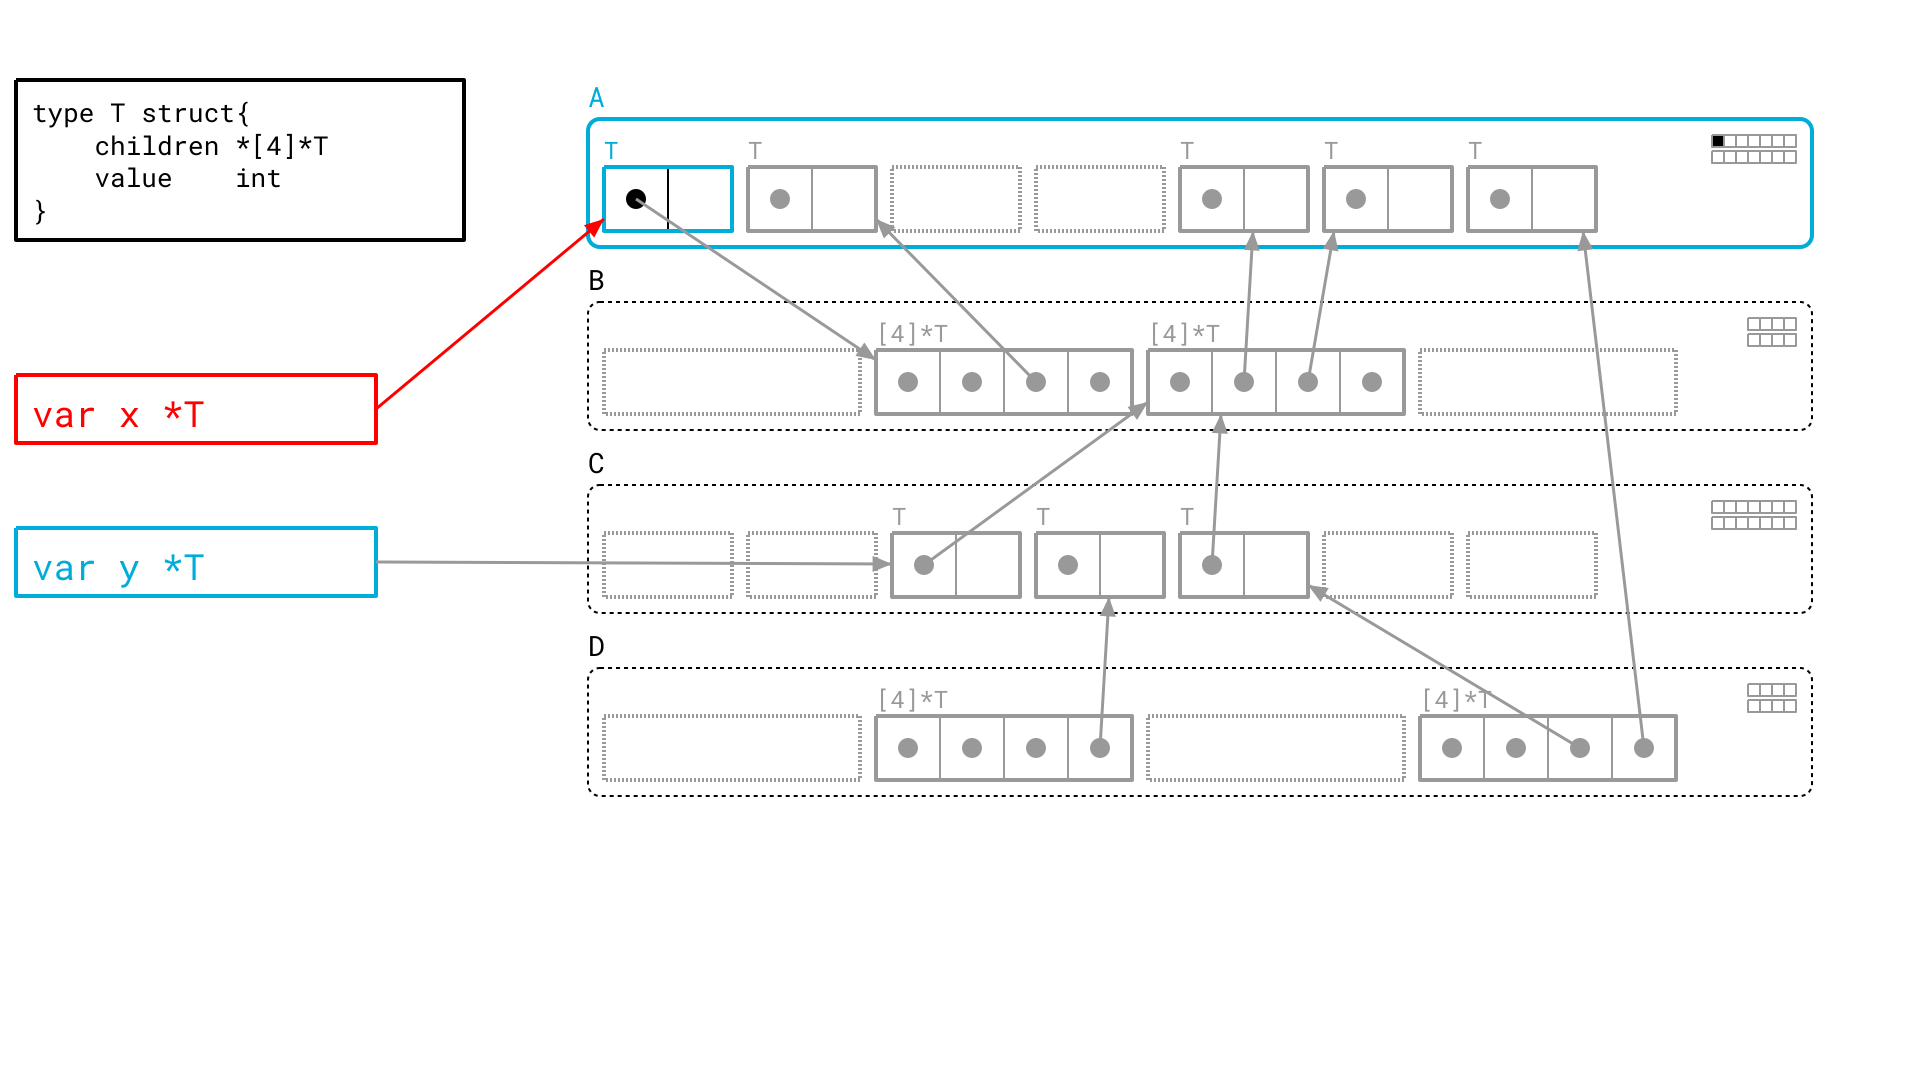 type T struct{
    children *[4]*T
    value    int
}
var x *T
var y *T
A
T T T T T
B
[4]*T [4]*T
C
T T T
D
[4]*T [4]*T